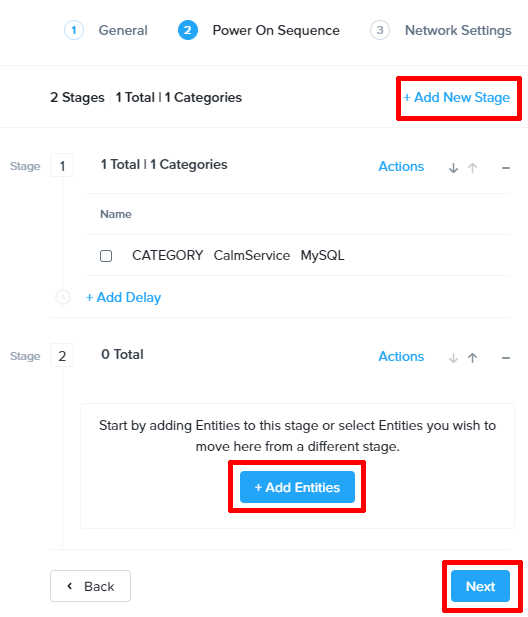 1 General 2 Power On Sequence 3 Network Settings
2 Stages 1 Total | 1 Categories + Add New Stage
Stage 1 1 Total | 1 Categories Actions
Name
CATEGORY CalmService MySQL
+ Add Delay
Stage 2 0 Total Actions
Start by adding Entities to this stage or select Entities you wish to
move here from a different stage.
+ Add Entities
Back Next